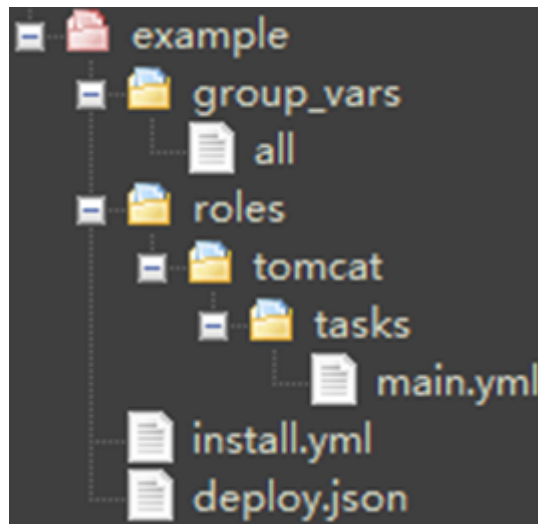 example
group_vars
all
roles
tomcat
tasks
main.yml
install.yml
deploy.json